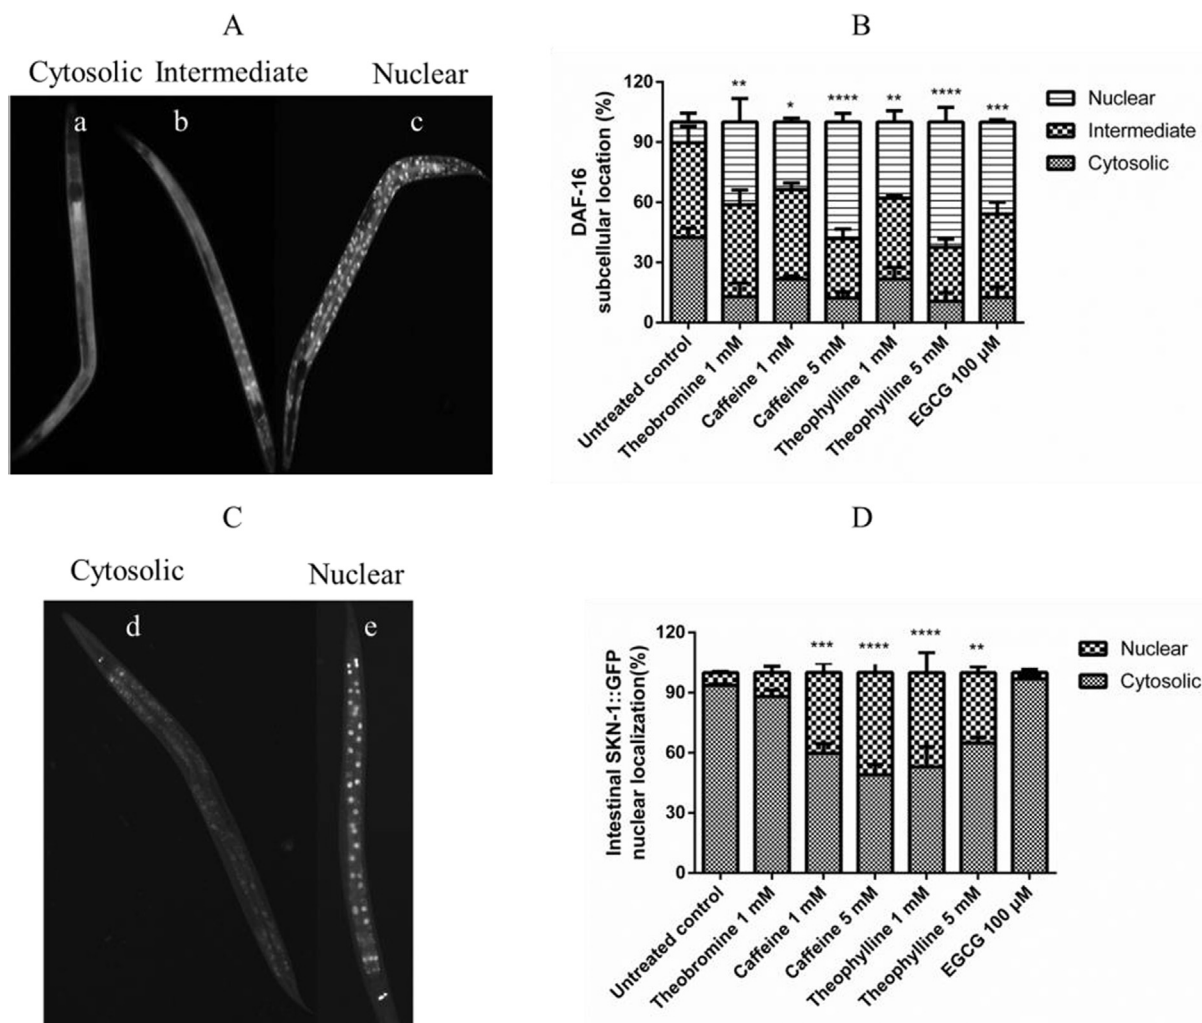 A
Cytosolic Intermediate Nuclear
a b c
B
120
90
60
30
0
DAF-16
subcellular location (%)
** * **** ** **** ***
Nuclear
Intermediate
Cytosolic
Untreated control
Theobromine 1 mM
Caffeine 1 mM
Caffeine 5 mM
Theophylline 1 mM
Theophylline 5 mM
EGCG 100 µM
C
Cytosolic Nuclear
d e
D
120
90
60
30
0
Intestinal SKN-1::GFP
nuclear localization(%)
*** **** **** **
Nuclear
Cytosolic
Untreated control
Theobromine 1 mM
Caffeine 1 mM
Caffeine 5 mM
Theophylline 1 mM
Theophylline 5 mM
EGCG 100 µM